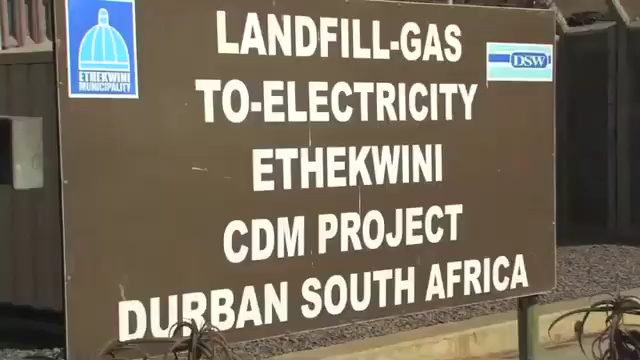 ETHEKWINI
MUNICIPALITY
DSW
LANDFILL-GAS
TO-ELECTRICITY
ETHEKWINI
CDM PROJECT
DURBAN SOUTH AFRICA